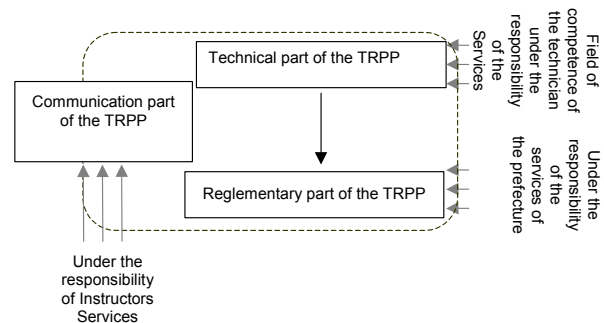 Technical part of the TRPP
Field of
competence of
the technician
under the
responsibility
of the
Services
Communication part
of the TRPP
Reglementary part of the TRPP
Under the
responsibility
of the
services of
the prefecture
Under the
responsibility
of Instructors
Services